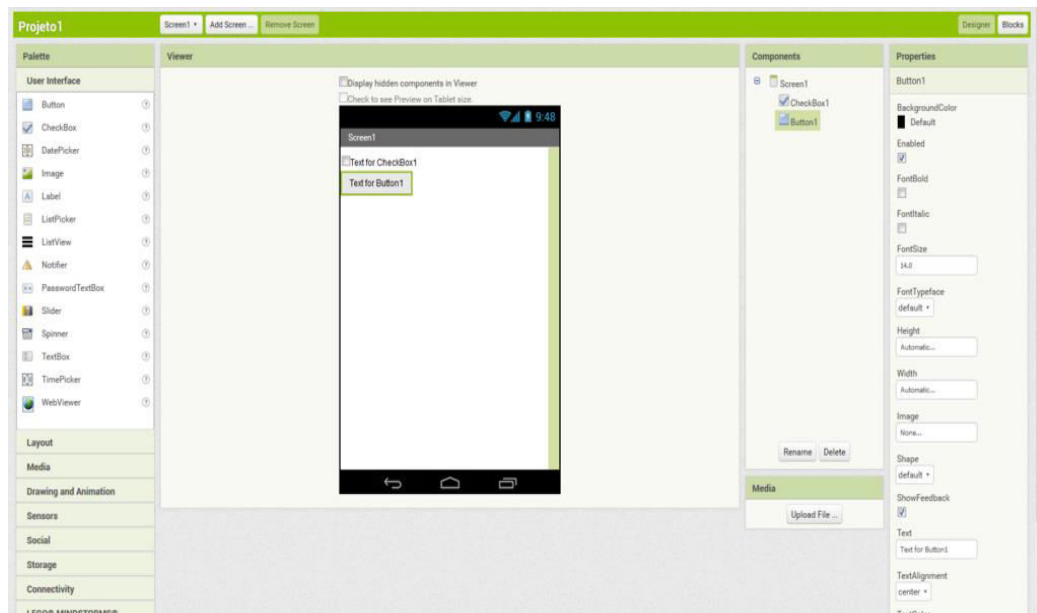 Projeto1
Screen1 Add Screen ... Remove Screen
Designer Blocks
Palette
User Interface
Button
CheckBox
DatePicker
Image
Label
ListPicker
ListView
Notifier
PasswordTextBox
Slider
Spinner
TextBox
TimePicker
WebViewer
Layout
Media
Drawing and Animation
Sensors
Social
Storage
Connectivity
LEGO® MINDSTORMS®
Viewer
Display hidden components in Viewer
Check to see Preview on Tablet size.
9:48
Screen1
Text for CheckBox1
Text for Button1
Components
Screen1
CheckBox1
Button1
Rename Delete
Media
Upload File ...
Properties
Button1
BackgroundColor
Default
Enabled
FontBold
FontItalic
FontSize
14.0
FontTypeface
default
Height
Automatic...
Width
Automatic...
Image
None...
Shape
default
ShowFeedback
Text
Text for Button1
TextAlignment
center
TextColor